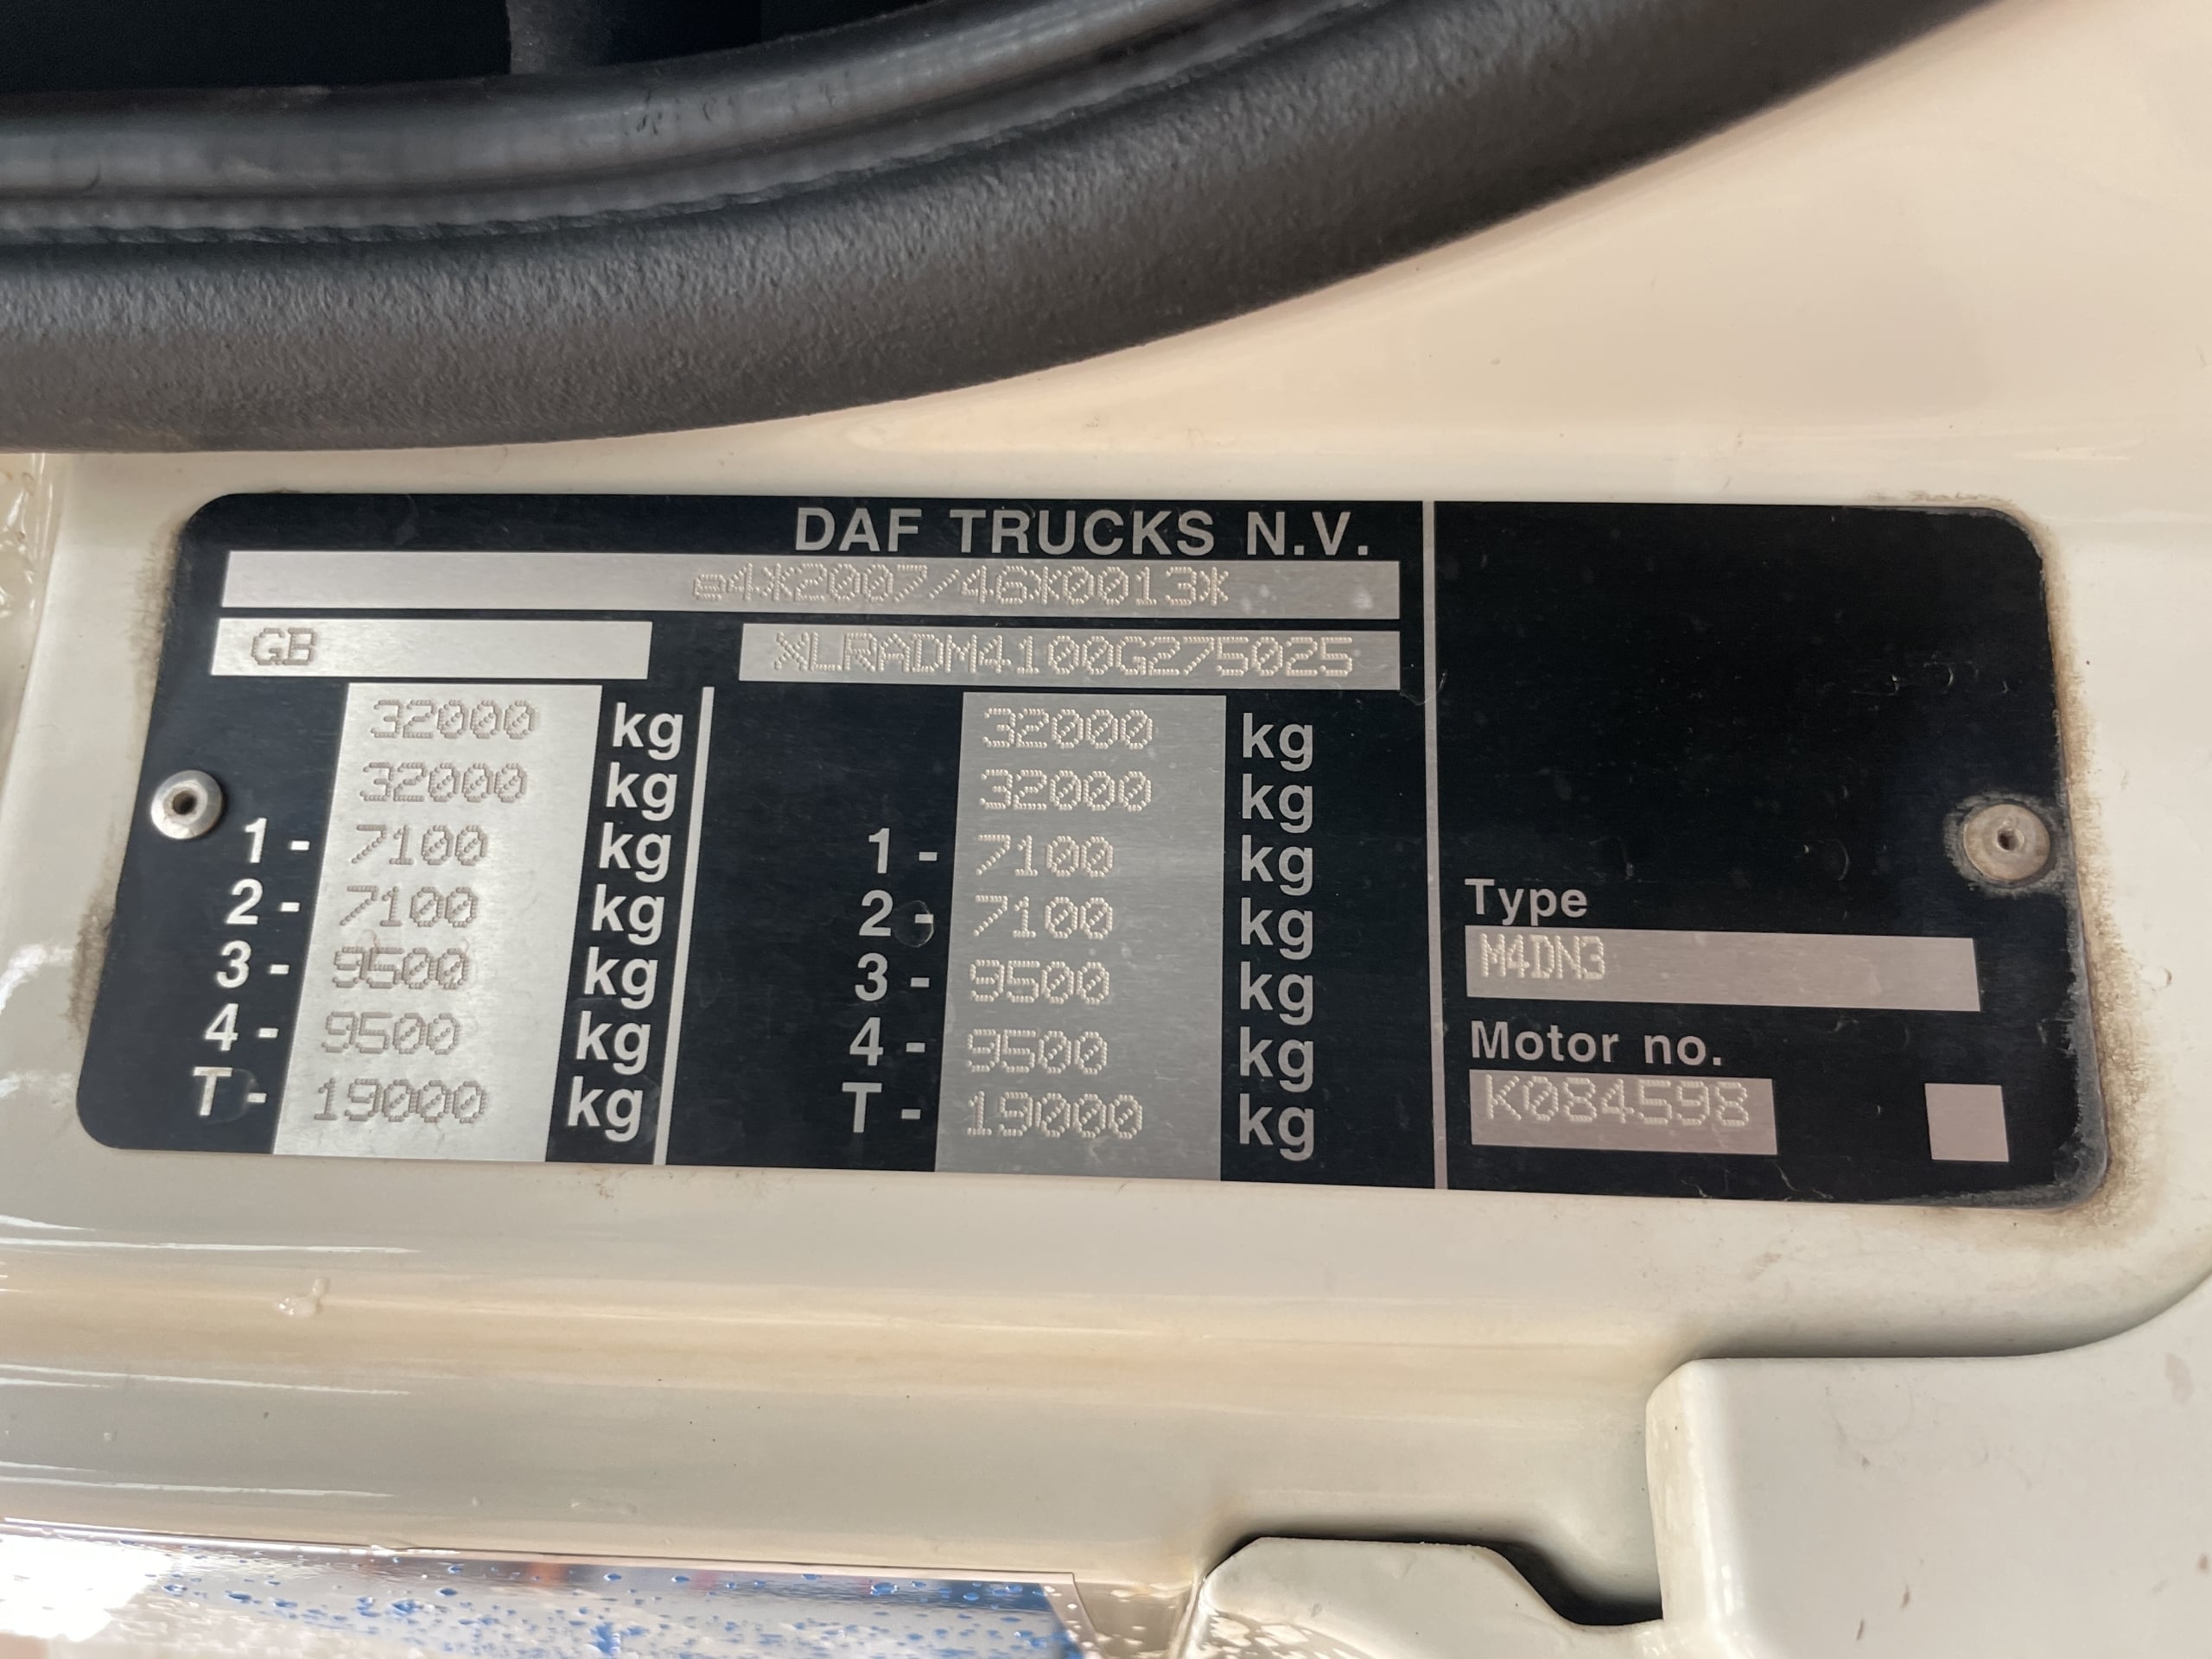 DAF TRUCKS N.V.
e4*2007/46*0013*
GB XLRADM4100G275025
32000 kg 32000 kg
32000 kg 32000 kg
1 - 7100 kg 1 - 7100 kg
2 - 7100 kg 2 - 7100 kg
3 - 9500 kg 3 - 9500 kg
4 - 9500 kg 4 - 9500 kg
T - 19000 kg T - 19000 kg
Type
M4DN3
Motor no.
K084598